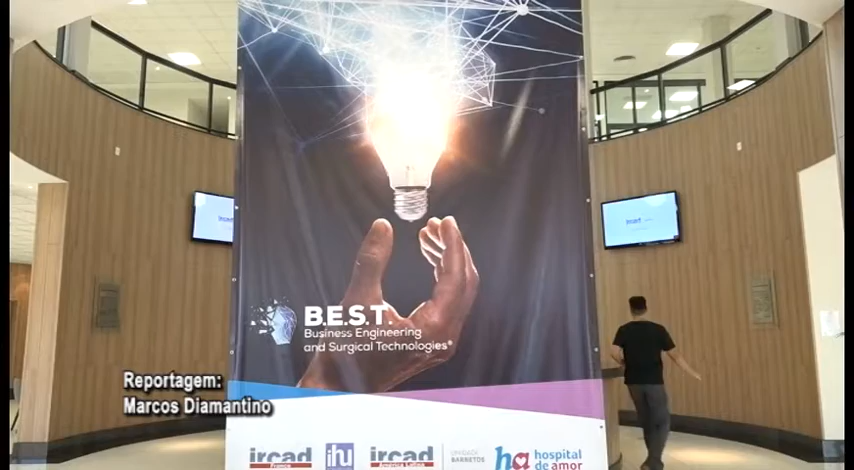 B.E.S.T.
Business Engineering
and Surgical Technologies
Reportagem:
Marcos Diamantino
ircad
France
ihu
ircad
América Latina
UNIDADE
BARRETOS
ha
hospital
de amor
ircad